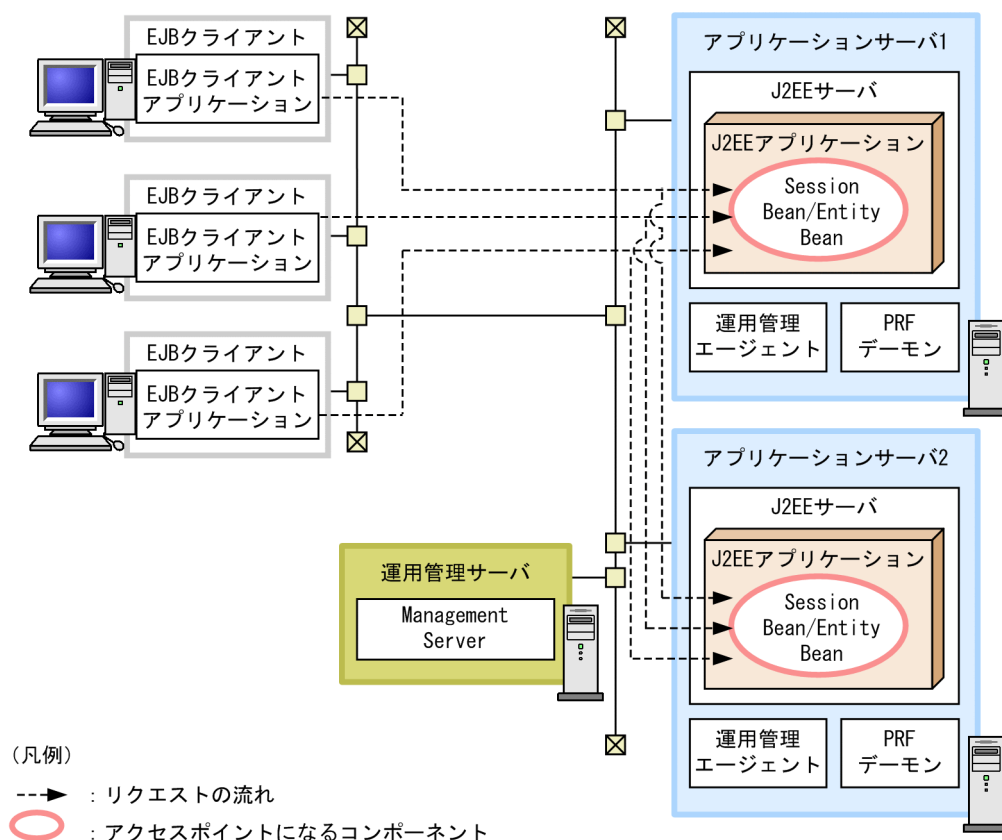 EJBクライアント
EJBクライアント
アプリケーション
EJBクライアント
EJBクライアント
アプリケーション
EJBクライアント
EJBクライアント
アプリケーション
アプリケーションサーバ1
J2EEサーバ
J2EEアプリケーション
Session
Bean/Entity
Bean
運用管理
エージェント
PRF
デーモン
アプリケーションサーバ2
J2EEサーバ
J2EEアプリケーション
Session
Bean/Entity
Bean
運用管理
エージェント
PRF
デーモン
運用管理サーバ
Management
Server
(凡例)
：リクエストの流れ
：アクセスポイントになるコンポーネント